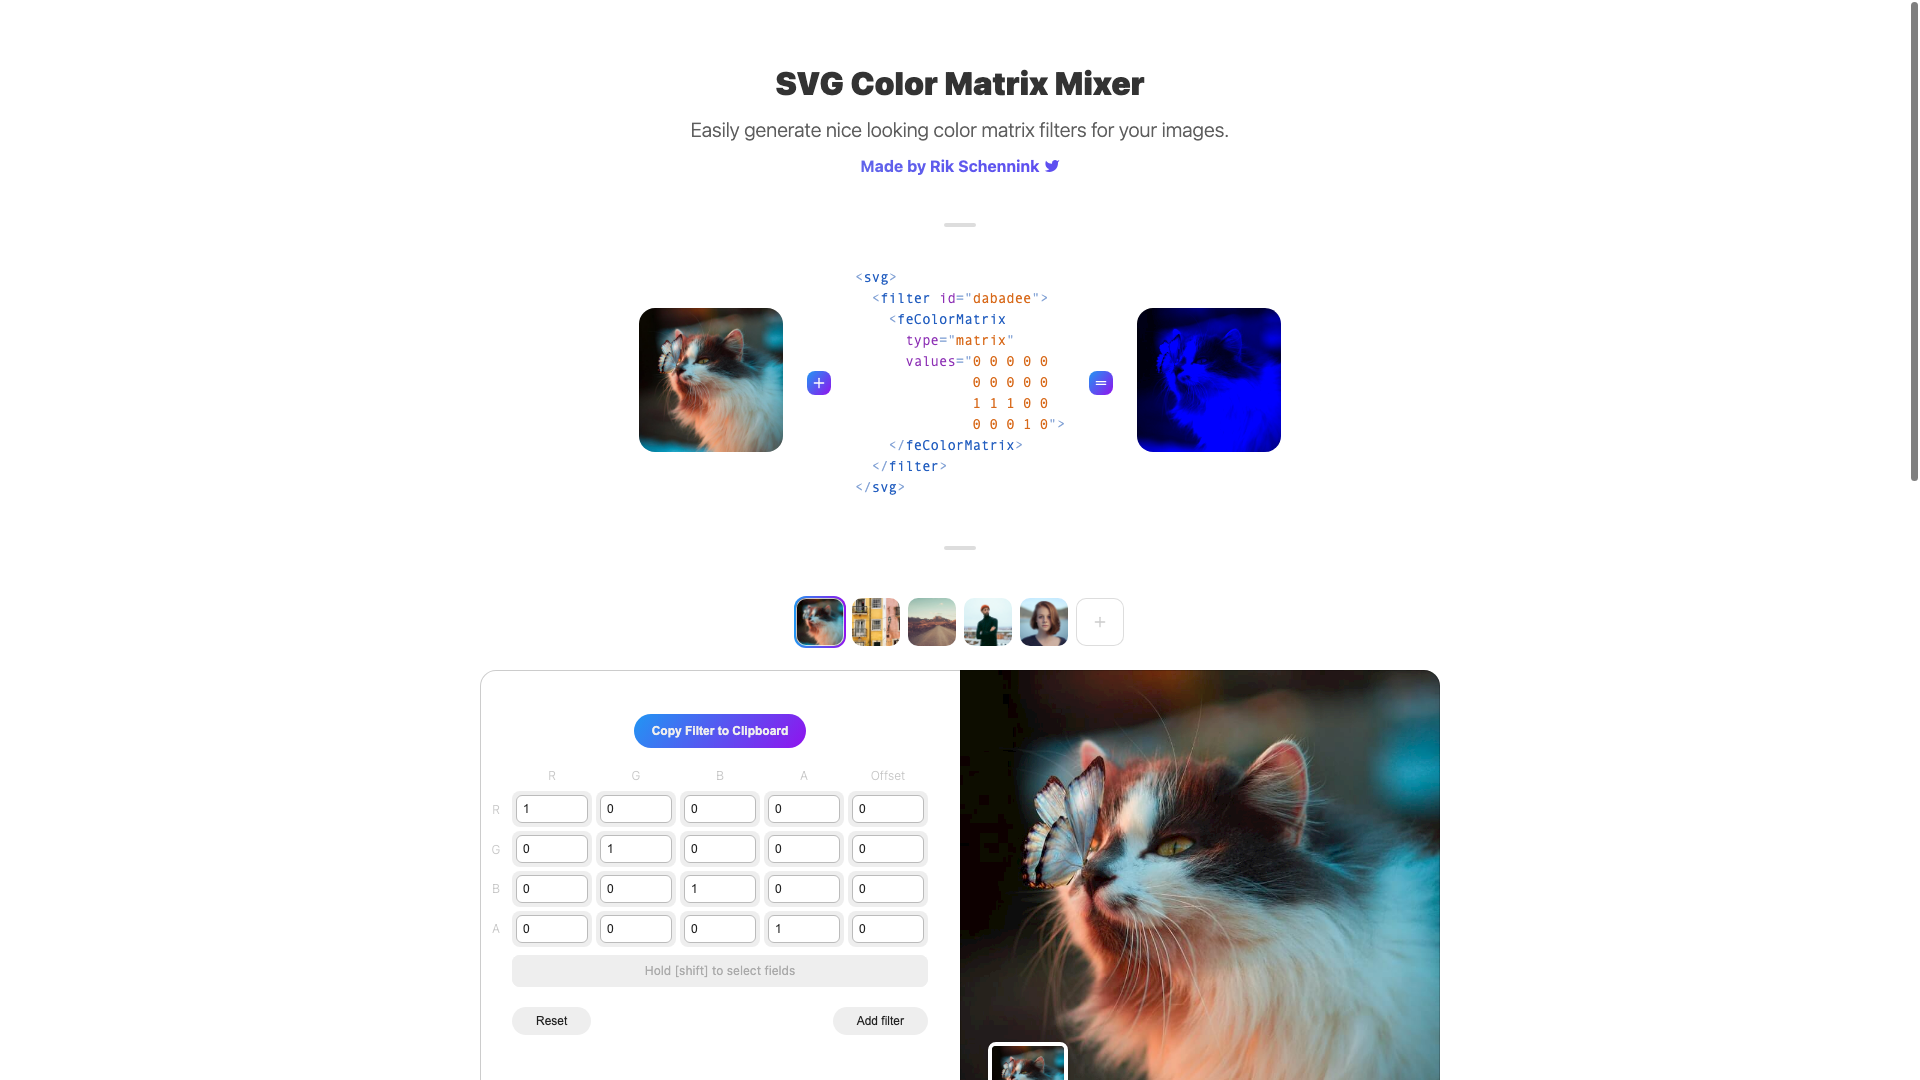 SVG Color Matrix Mixer
Easily generate nice looking color matrix filters for your images.
Made by Rik Schennink
<svg>
<filter id="dabadee">
<feColorMatrix
type="matrix"
values="0 0 0 0 0
0 0 0 0 0
1 1 1 0 0
0 0 0 1 0">
</feColorMatrix>
</filter>
</svg>
Copy Filter to Clipboard
R G B A Offset
R 1 0 0 0 0
G 0 1 0 0 0
B 0 0 1 0 0
A 0 0 0 1 0
Hold [shift] to select fields
Reset Add filter